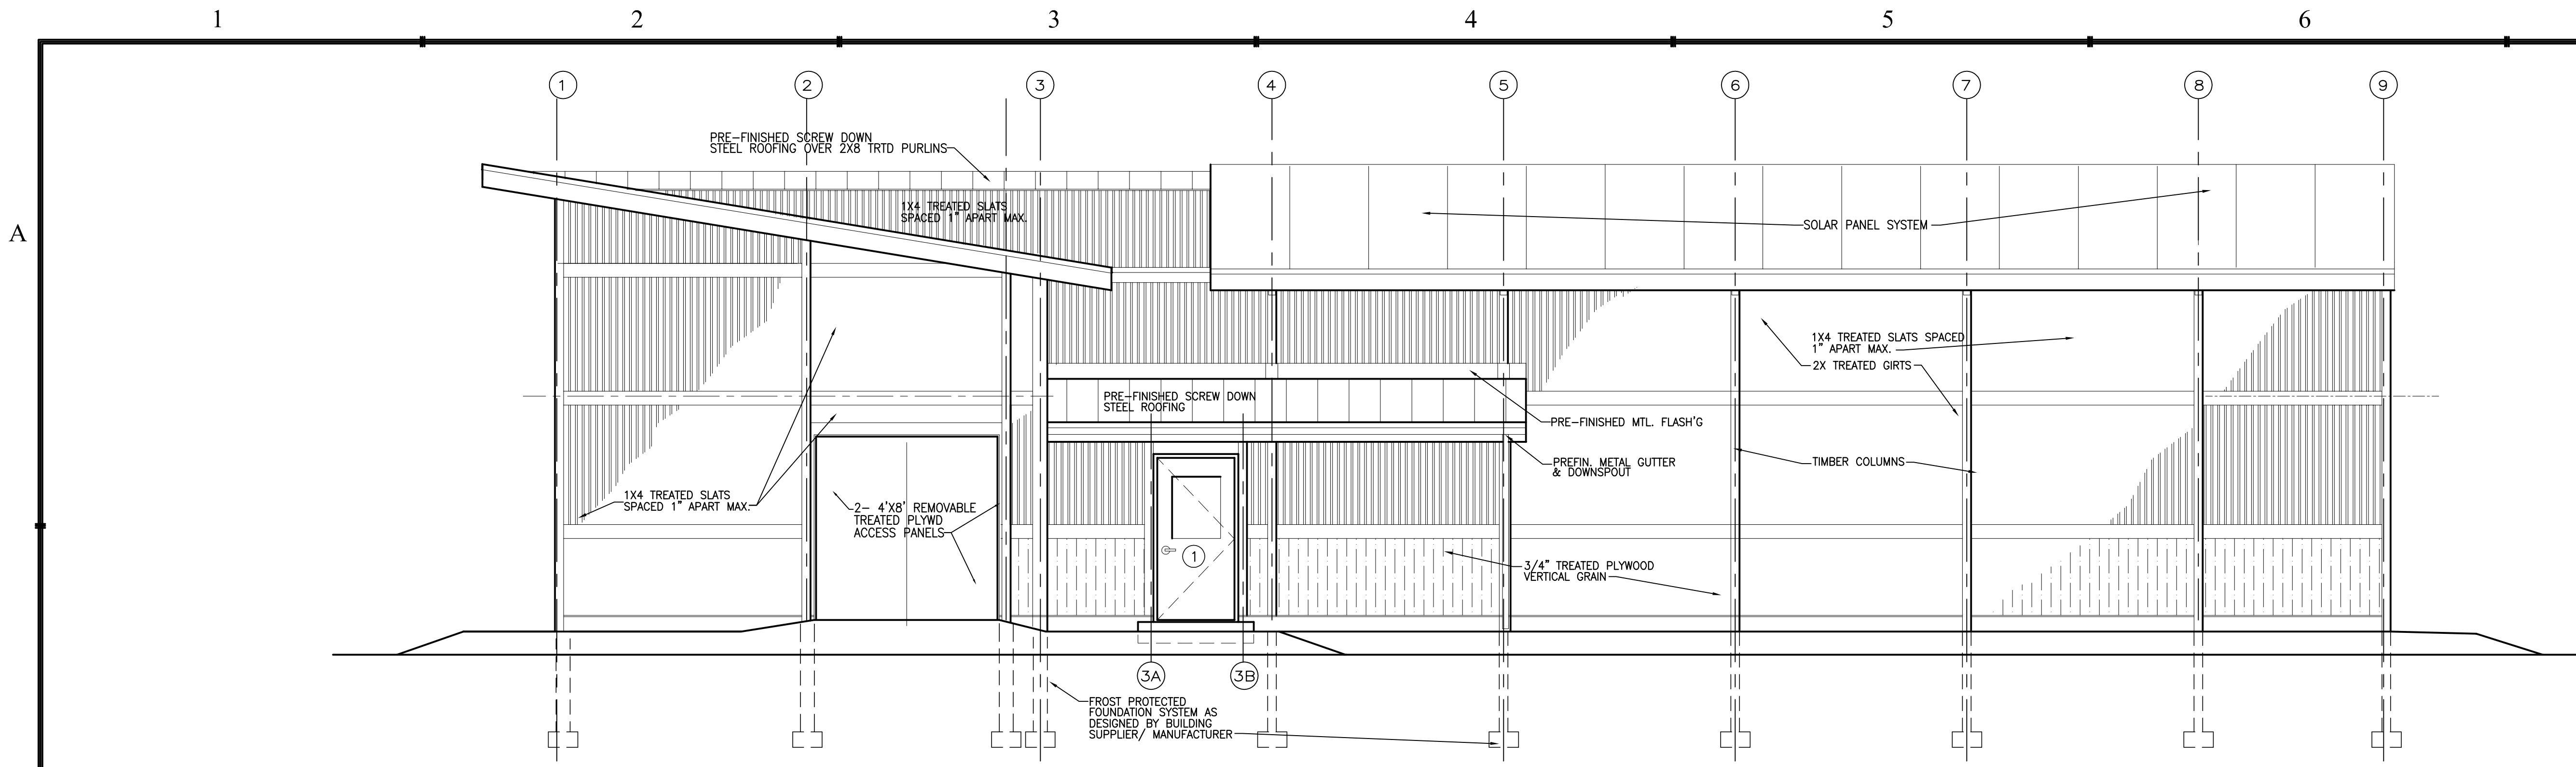 1 2 3 4 5 6
1 2 3 4 5 6 7 8 9
PRE-FINISHED SCREW DOWN
STEEL ROOFING OVER 2X8 TRTD PURLINS
1X4 TREATED SLATS
SPACED 1" APART MAX.
A
SOLAR PANEL SYSTEM
1X4 TREATED SLATS SPACED
1" APART MAX.
2X TREATED GIRTS
PRE-FINISHED SCREW DOWN
STEEL ROOFING
PRE-FINISHED MTL. FLASH'G
PREFIN. METAL GUTTER
& DOWNSPOUT
TIMBER COLUMNS
1X4 TREATED SLATS
SPACED 1" APART MAX.
2- 4'X8' REMOVABLE
TREATED PLYWD
ACCESS PANELS
1
3/4" TREATED PLYWOOD
VERTICAL GRAIN
3A 3B
FROST PROTECTED
FOUNDATION SYSTEM AS
DESIGNED BY BUILDING
SUPPLIER/ MANUFACTURER